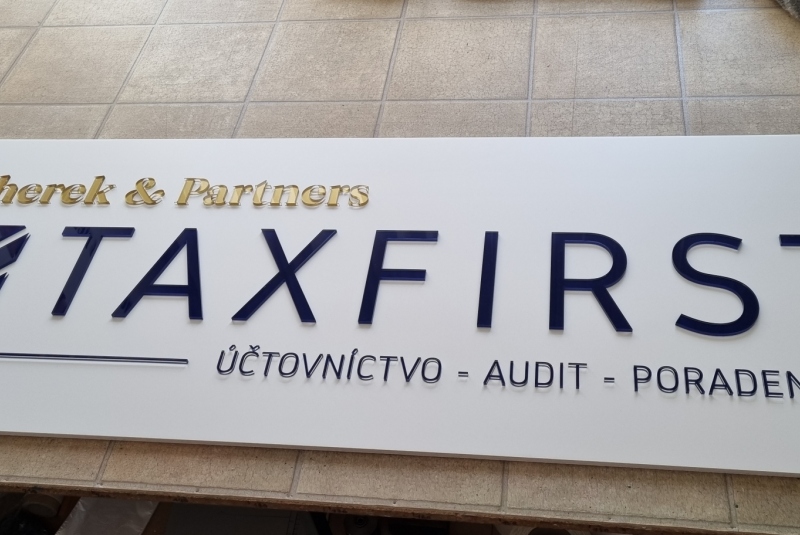 herek & Partners
TAXFIRST
ÚČTOVNÍCTVO - AUDIT - PORADEN